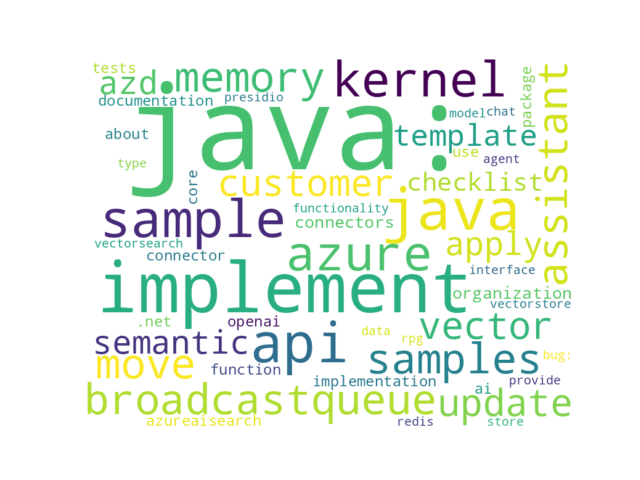 tests
azd
memory
kernel
documentation
presidio
java:
model
chat
package
assistant
about
template
use
agent
type
core
customer
checklist
sample
functionality
connectors
java
vectorsearch
connector
azure
apply
interface
implement
organization
vectorstore
.net
openai
api
data
rpg
vector
semantic
move
function
samples
bug:
implementation
ai
provide
broadcastqueue
update
azureaisearch
redis
store